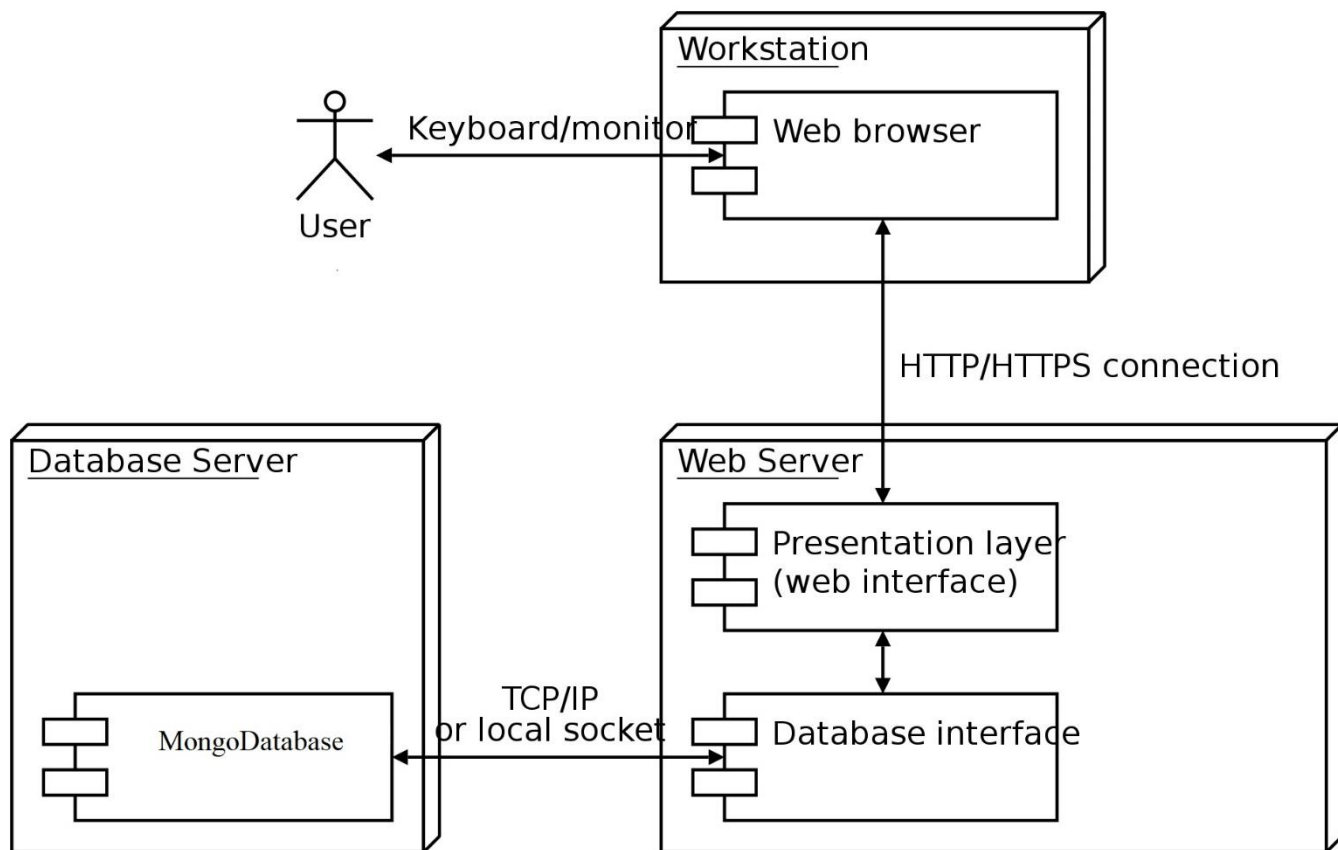 Workstation
Keyboard/monitor
Web browser
User
HTTP/HTTPS connection
Database Server
Web Server
Presentation layer
(web interface)
TCP/IP
or local socket
MongoDatabase
Database interface